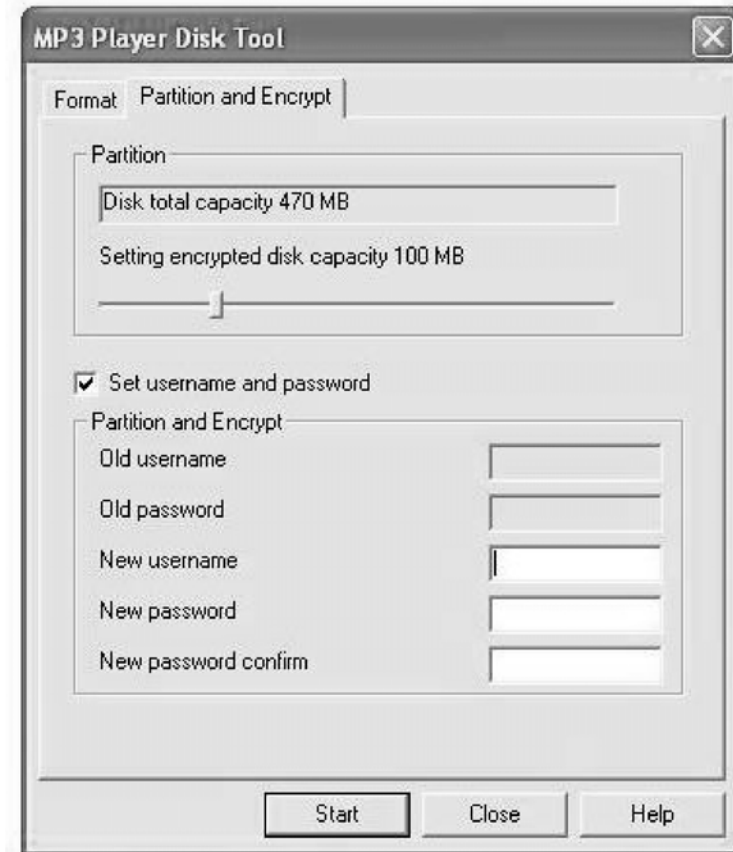 MP3 Player Disk Tool
Format Partition and Encrypt
Partition
Disk total capacity 470 MB
Setting encrypted disk capacity 100 MB
Set username and password
Partition and Encrypt
Old username
Old password
New username
New password
New password confirm
Start Close Help